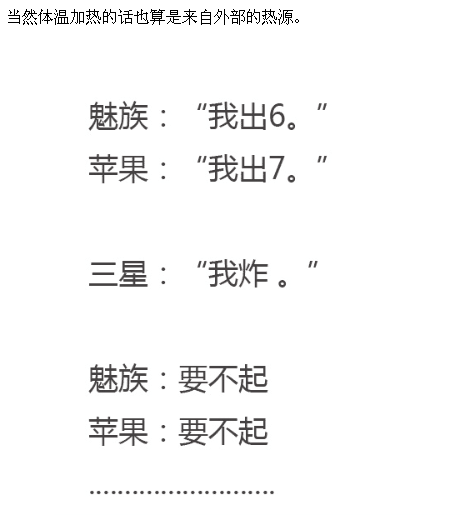 当然体温加热的话也算是来自外部的热源。
魅族：“我出6。”
苹果：“我出7。”
三星：“我炸 。”
魅族：要不起
苹果：要不起
...........................